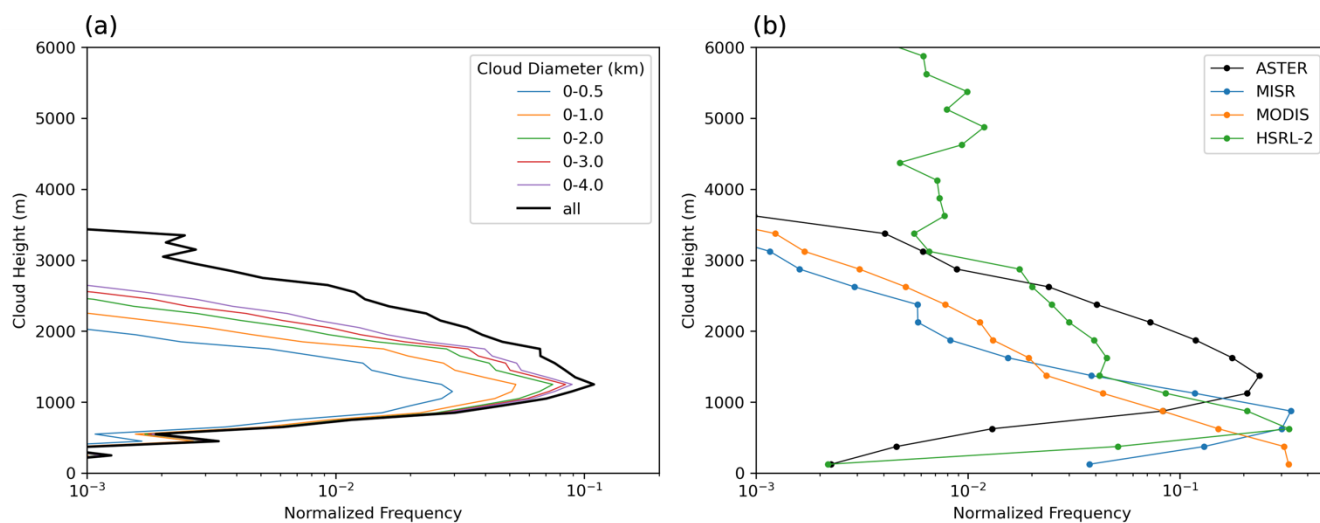 (a)
Cloud Height (m)
6000
5000
4000
3000
2000
1000
0
Cloud Diameter (km)
0-0.5
0-1.0
0-2.0
0-3.0
0-4.0
all
10⁻³
10⁻²
10⁻¹
Normalized Frequency
(b)
Cloud Height (m)
6000
5000
4000
3000
2000
1000
0
ASTER
MISR
MODIS
HSRL-2
10⁻³
10⁻²
10⁻¹
Normalized Frequency